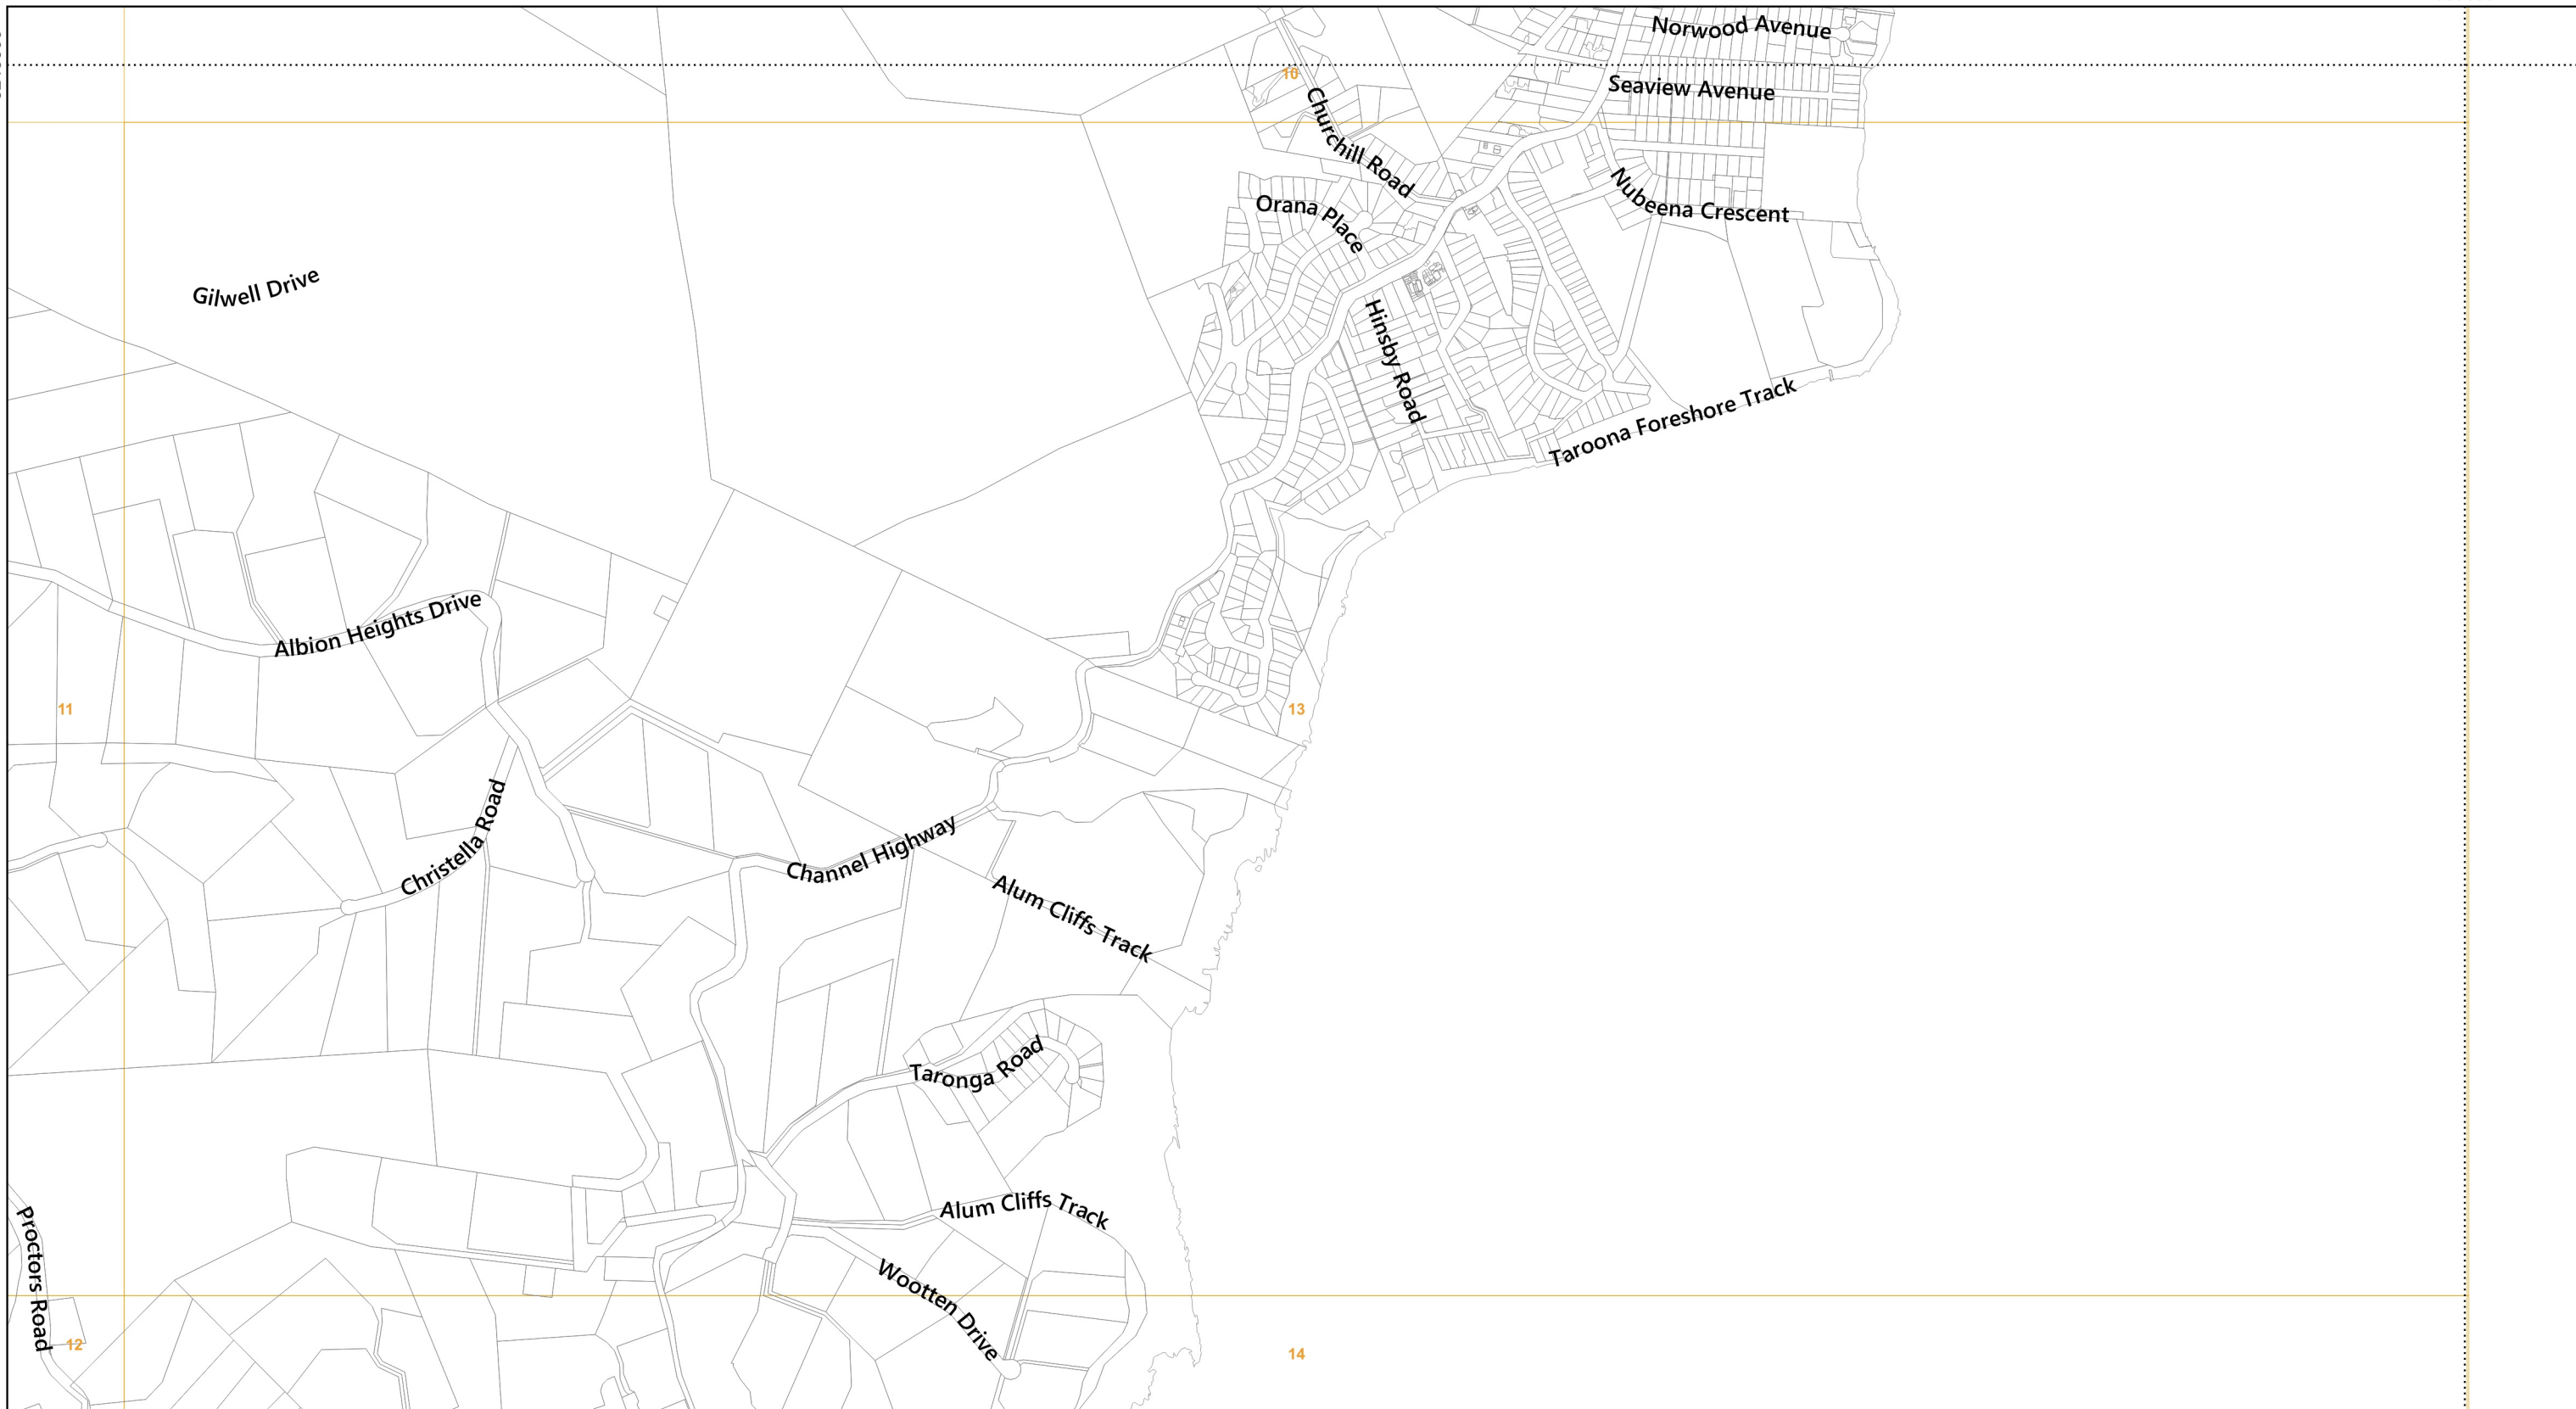 Norwood Avenue
10
Seaview Avenue
Churchill Road
Nubeena Crescent
Orana Place
Gilwell Drive
Hinsby Road
Taroona Foreshore Track
Albion Heights Drive
11
13
Christella Road
Channel Highway
Alum Cliffs Track
Taronga Road
Alum Cliffs Track
Proctors Road
Wootten Drive
12
14